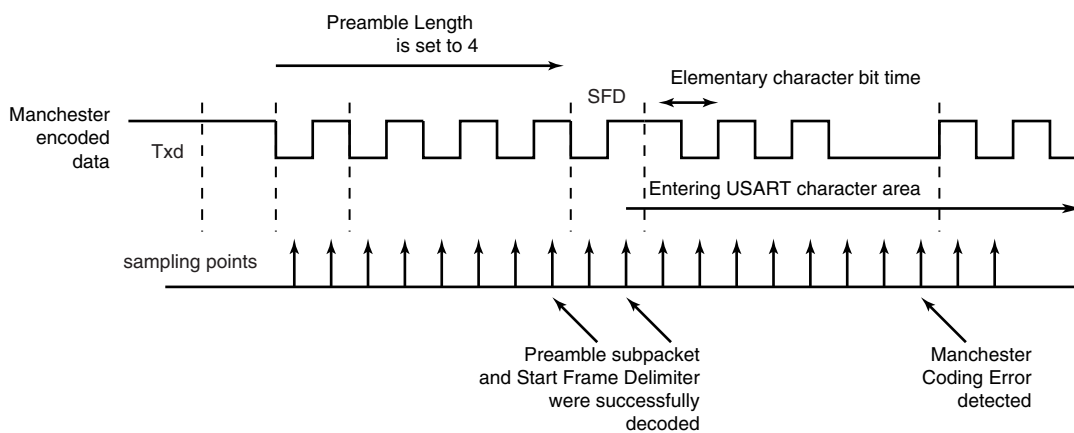 Preamble Length
is set to 4
Elementary character bit time
SFD
Manchester
encoded
data
Txd
Entering USART character area
sampling points
Preamble subpacket
and Start Frame Delimiter
were successfully
decoded
Manchester
Coding Error
detected